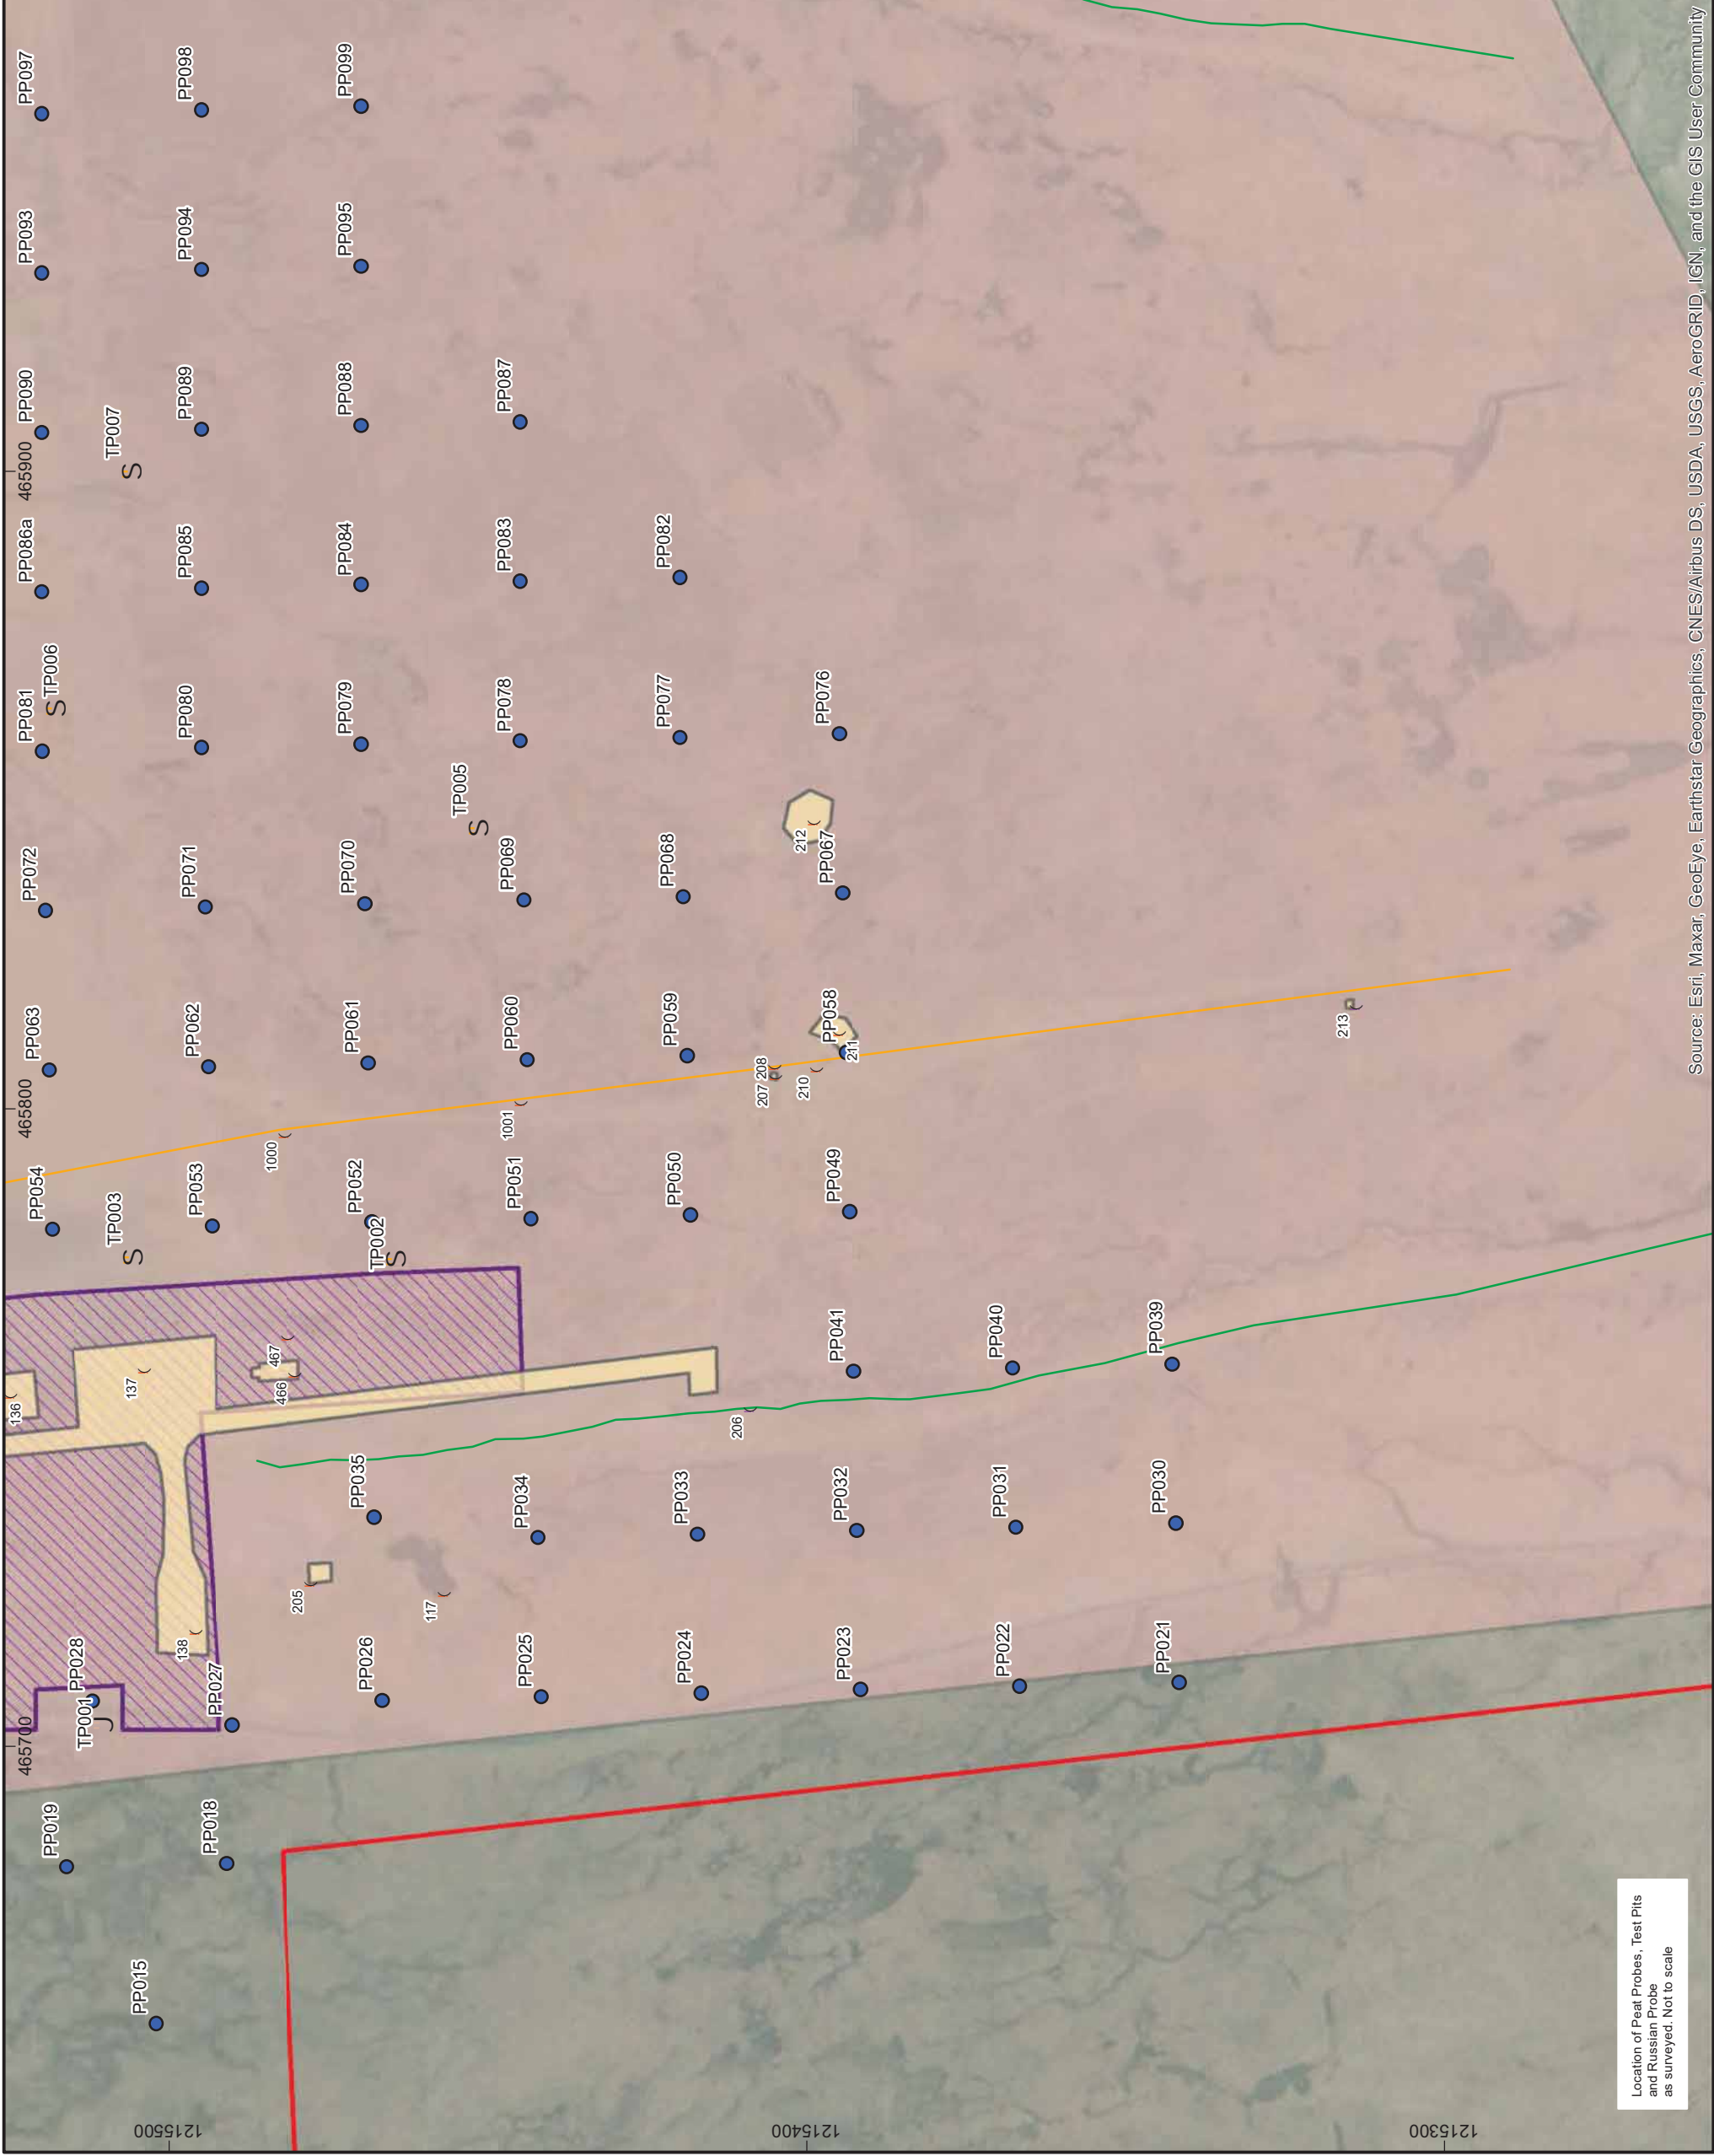 PP097
PP098
PP099
PP093
PP094
PP095
PP090
TP007
PP089
PP088
PP087
465900
PP086a
PP085
PP084
PP083
PP082
PP081
TP006
PP080
PP079
PP078
PP077
PP076
TP005
PP072
PP071
PP070
PP069
PP068
212
PP067
PP063
PP062
PP061
PP060
PP059
PP058
211
213
465800
207
208
210
1001
1000
PP054
TP003
PP053
PP052
TP002
PP051
PP050
PP049
136
137
466
467
PP041
PP040
PP039
206
PP035
PP034
PP033
PP032
PP031
PP030
205
117
138
PP028
TP001
PP027
PP026
PP025
PP024
PP023
PP022
PP021
465700
PP019
PP018
PP015
1215500
1215400
1215300
Location of Peat Probes, Test Pits
and Russian Probe
as surveyed. Not to scale
Source: Esri, Maxar, GeoEye, Earthstar Geographics, CNES/Airbus DS, USDA, USGS, AeroGRID, IGN, and the GIS User Community